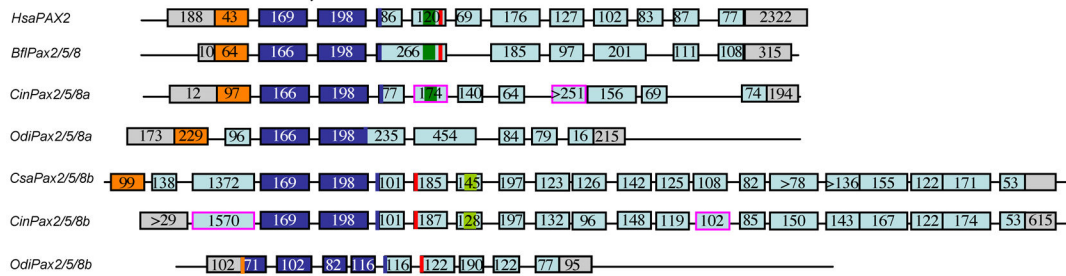 HsaPAX2 188 43 169 198 86 120 69 176 127 102 83 87 77 2322
BflPax2/5/8 10 64 166 198 266 185 97 201 111 108 315
CinPax2/5/8a 12 97 166 198 77 174 140 64 >251 156 69 74 194
OdiPax2/5/8a 173 229 96 166 198 235 454 84 79 16 215
CsaPax2/5/8b 99 138 1372 169 198 101 185 145 197 123 126 142 125 108 82 >78 >136 155 122 171 53
CinPax2/5/8b >29 1570 169 198 101 187 128 197 132 96 148 119 102 85 150 143 167 122 174 53 615
OdiPax2/5/8b 102 71 102 82 116 116 122 190 122 77 95